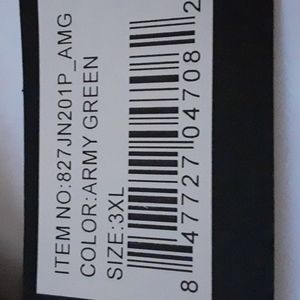 ITEM NO:827JN201P_AMG
COLOR:ARMY GREEN
SIZE:3XL
8 47727 04708 2